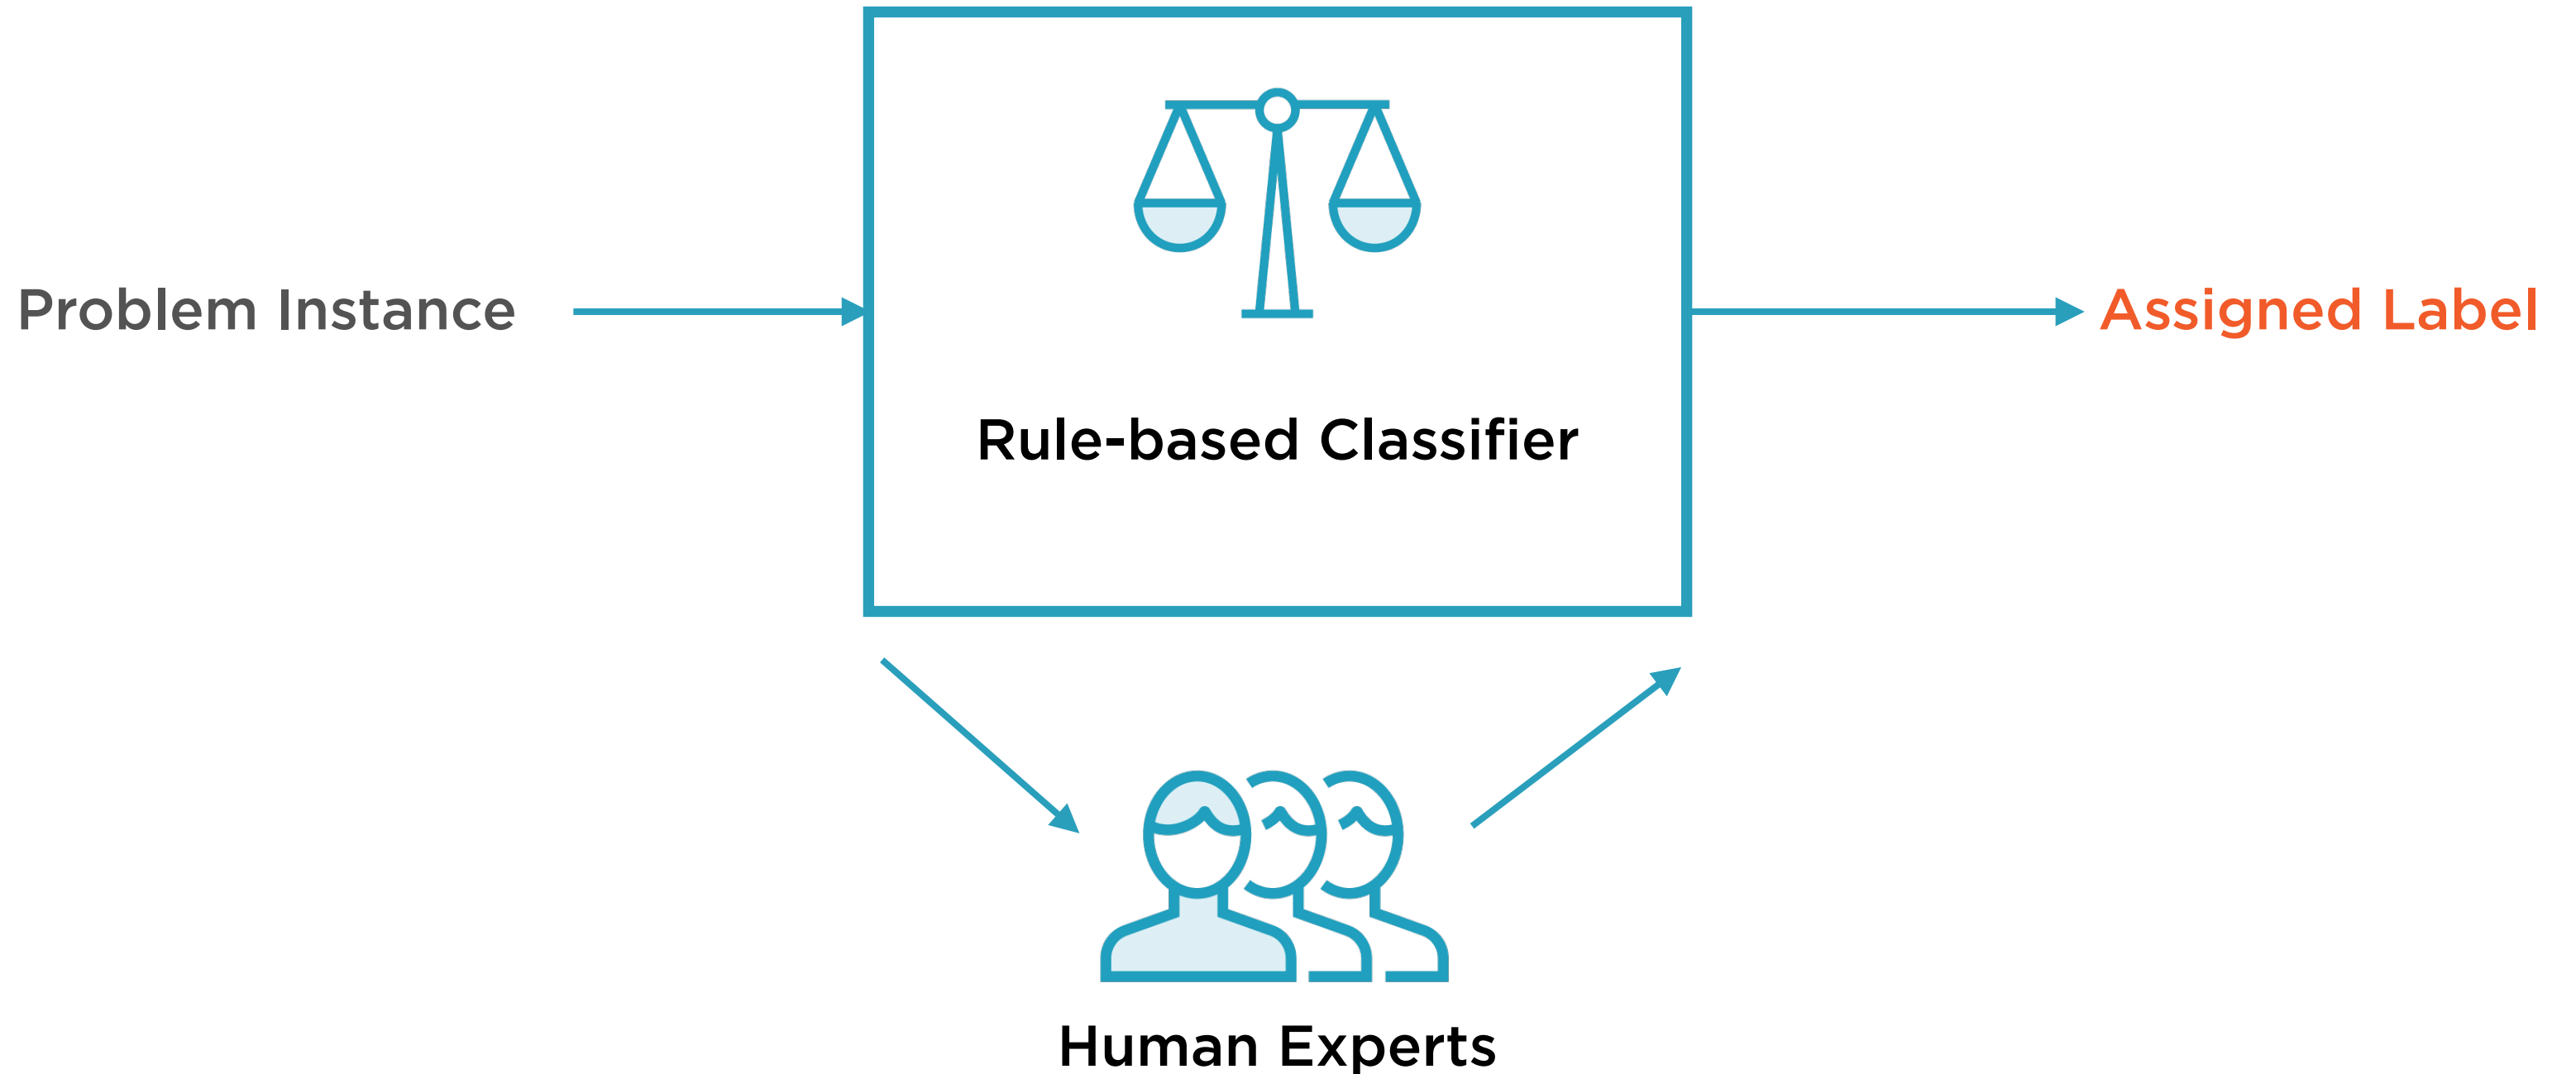 Problem Instance
Rule-based Classifier
Assigned Label
Human Experts